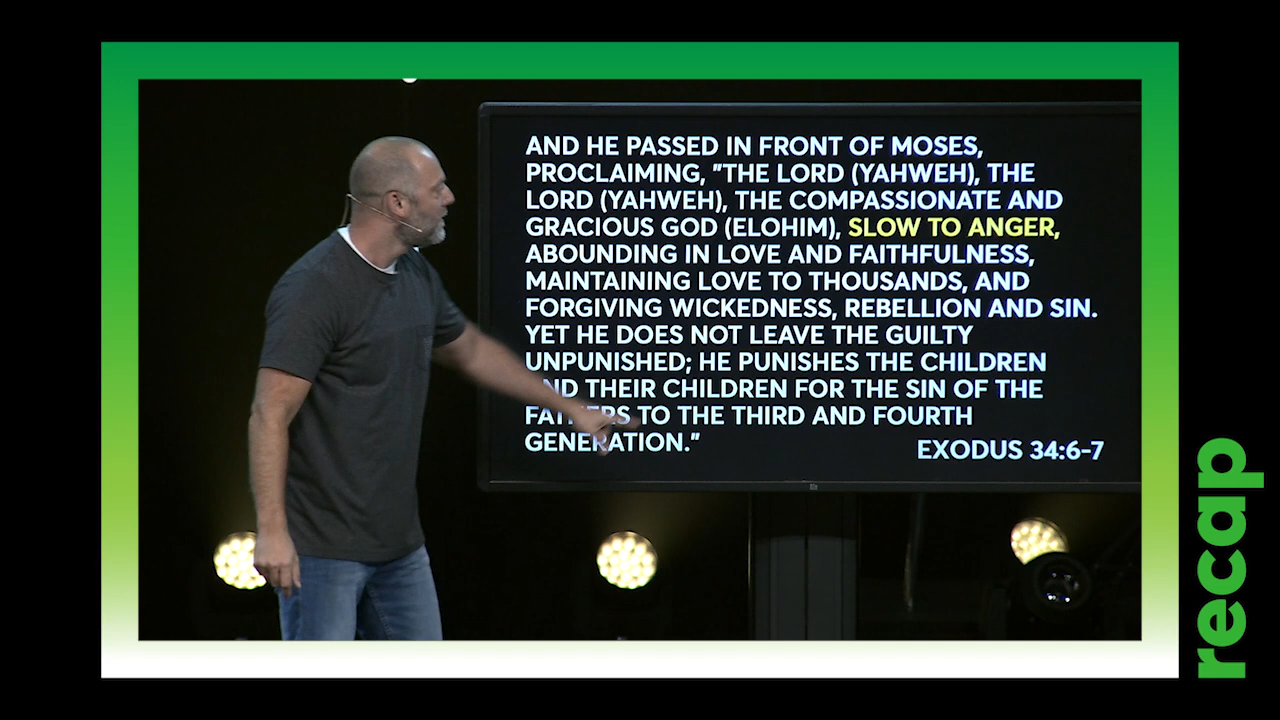 AND HE PASSED IN FRONT OF MOSES,
PROCLAIMING, "THE LORD (YAHWEH), THE
LORD (YAHWEH), THE COMPASSIONATE AND
GRACIOUS GOD (ELOHIM), SLOW TO ANGER,
ABOUNDING IN LOVE AND FAITHFULNESS,
MAINTAINING LOVE TO THOUSANDS, AND
FORGIVING WICKEDNESS, REBELLION AND SIN.
YET HE DOES NOT LEAVE THE GUILTY
UNPUNISHED; HE PUNISHES THE CHILDREN
AND THEIR CHILDREN FOR THE SIN OF THE
FATHERS TO THE THIRD AND FOURTH
GENERATION."
EXODUS 34:6-7
recap